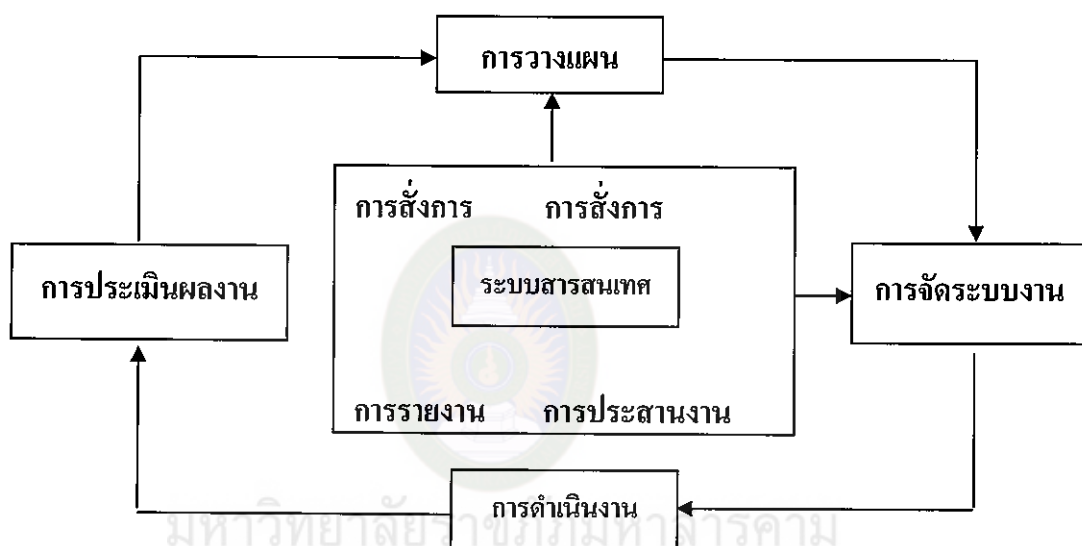 การวางแผน
การสั่งการ การสั่งการ
การประเมินผลงาน
ระบบสารสนเทศ
การจัดระบบงาน
การรายงาน การประสานงาน
การดำเนินงาน
มหาวิทยาลัยราชภัฏมหาสารคาม